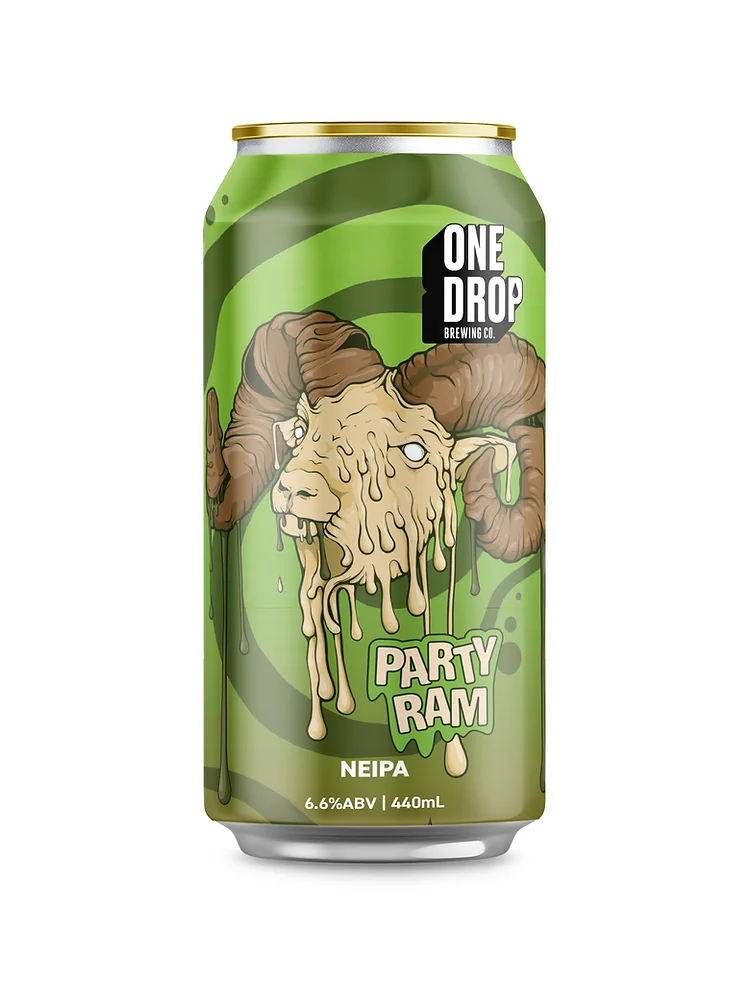 ONE
DROP
BREWING CO.
PARTY
RAM
NEIPA
6.6%ABV | 440mL